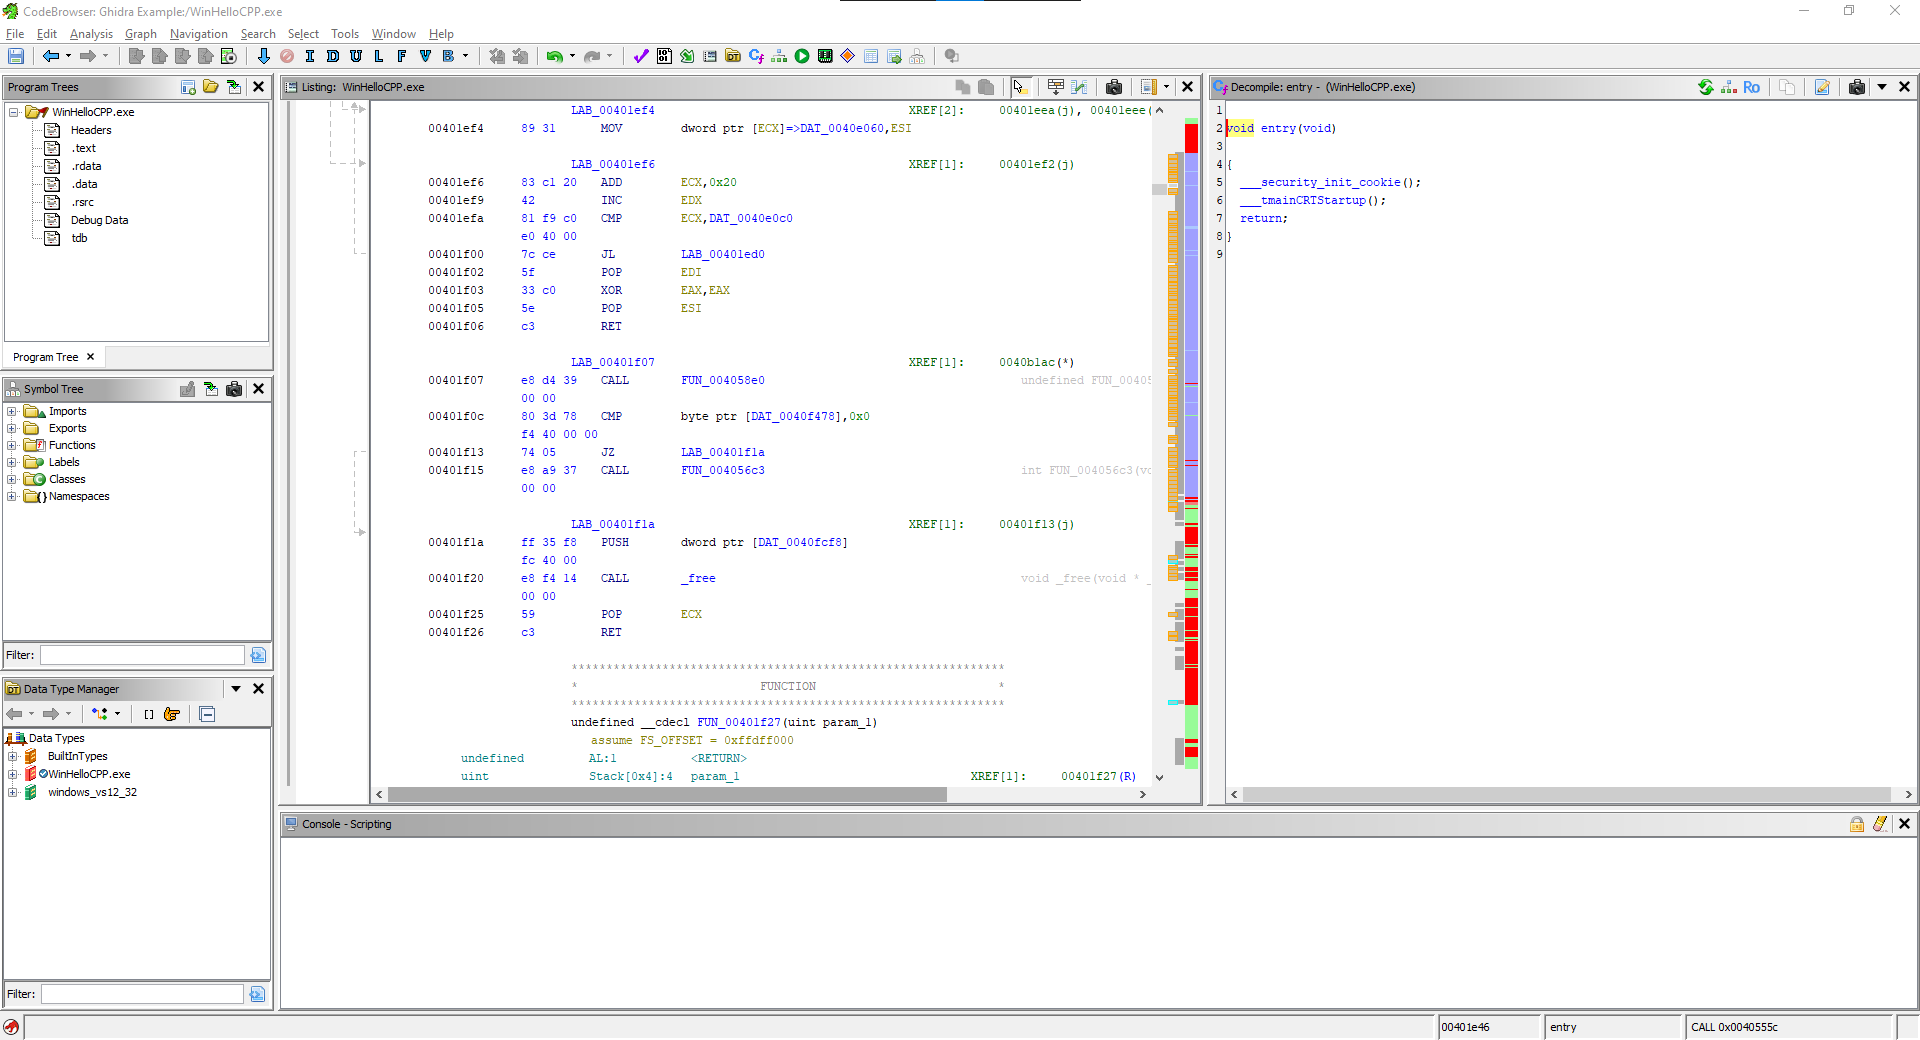 CodeBrowser: Ghidra Example:/WinHelloCPP.exe
File Edit Analysis Graph Navigation Search Select Tools Window Help
I D U L F V B
Program Trees
WinHelloCPP.exe
Headers
.text
.rdata
.data
.rsrc
Debug Data
tdb
Program Tree
Symbol Tree
Imports
Exports
Functions
Labels
Classes
Namespaces
Filter:
Data Type Manager
Data Types
BuiltInTypes
WinHelloCPP.exe
windows_vs12_32
Filter:
Listing: WinHelloCPP.exe
LAB_00401ef4 XREF[2]: 00401eea(j), 00401eee(
00401ef4 89 31 MOV dword ptr [ECX]=>DAT_0040e060,ESI
LAB_00401ef6 XREF[1]: 00401ef2(j)
00401ef6 83 c1 20 ADD ECX,0x20
00401ef9 42 INC EDX
00401efa 81 f9 c0 CMP ECX,DAT_0040e0c0
e0 40 00
00401f00 7c ce JL LAB_00401ed0
00401f02 5f POP EDI
00401f03 33 c0 XOR EAX,EAX
00401f05 5e POP ESI
00401f06 c3 RET
LAB_00401f07 XREF[1]: 0040b1ac(*)
00401f07 e8 d4 39 CALL FUN_004058e0 undefined FUN_00405
00 00
00401f0c 80 3d 78 CMP byte ptr [DAT_0040f478],0x0
f4 40 00 00
00401f13 74 05 JZ LAB_00401f1a
00401f15 e8 a9 37 CALL FUN_004056c3 int FUN_004056c3(vo
00 00
LAB_00401f1a XREF[1]: 00401f13(j)
00401f1a ff 35 f8 PUSH dword ptr [DAT_0040fcf8]
fc 40 00
00401f20 e8 f4 14 CALL _free void _free(void * _
00 00
00401f25 59 POP ECX
00401f26 c3 RET
**************************************************************
* FUNCTION *
**************************************************************
undefined __cdecl FUN_00401f27(uint param_1)
assume FS_OFFSET = 0xffdff000
undefined AL:1 <RETURN>
uint Stack[0x4]:4 param_1 XREF[1]: 00401f27(R)
Decompile: entry - (WinHelloCPP.exe)
Ro
1
2 void entry(void)
3
4 {
5 ___security_init_cookie();
6 ___tmainCRTStartup();
7 return;
8 }
9
Console - Scripting
00401e46
entry
CALL 0x0040555c